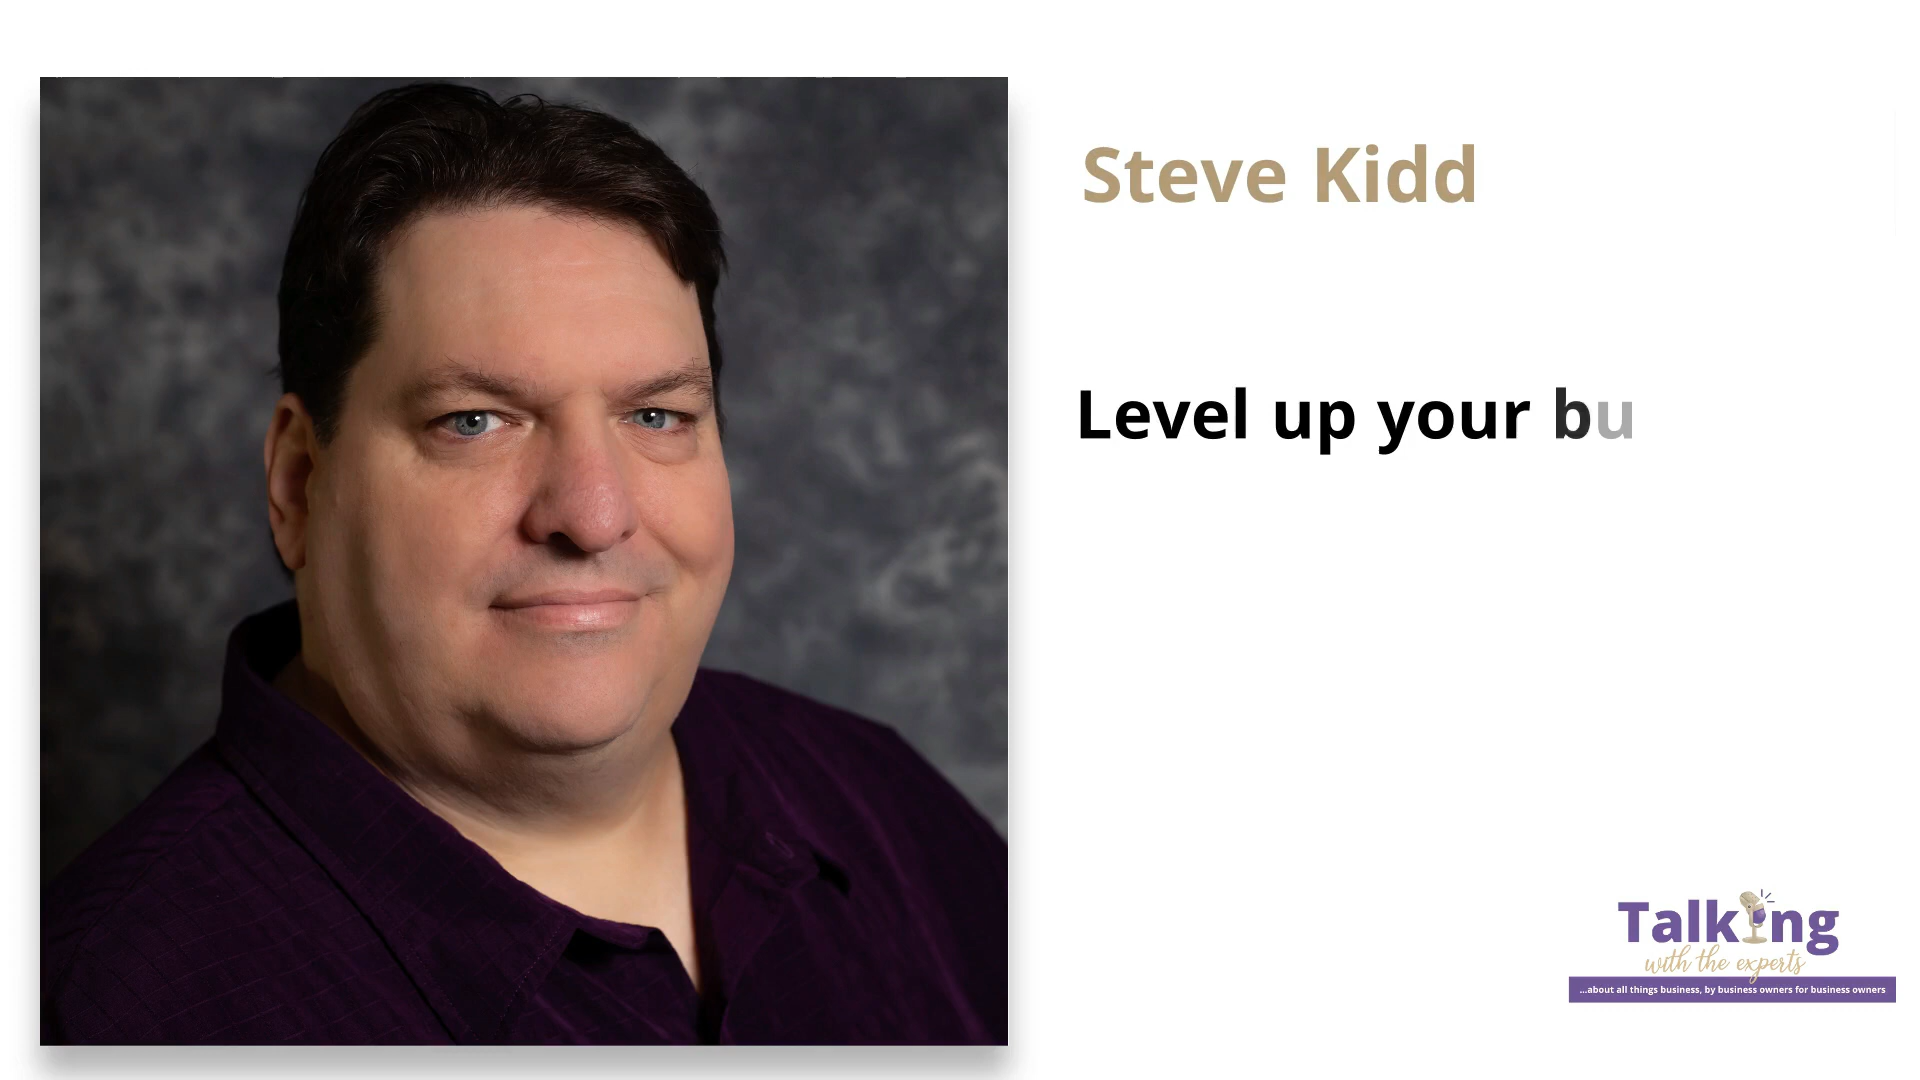 Steve Kidd
Level up your bu
Talking
with the experts
...about all things business, by business owners for business owners